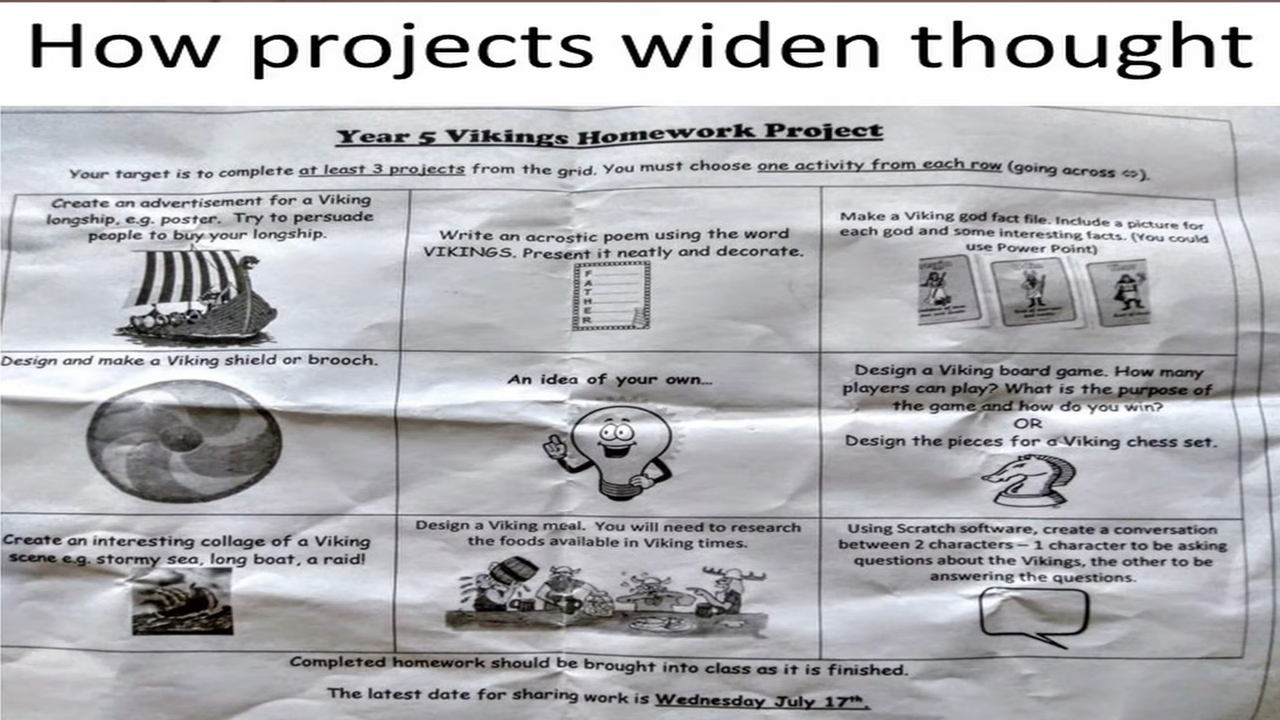 How projects widen thought
Year 5 Vikings Homework Project
Your target is to complete at least 3 projects from the grid. You must choose one activity from each row (going across ⇔).
Create an advertisement for a Viking
longship, e.g. poster. Try to persuade
people to buy your longship.
Write an acrostic poem using the word
VIKINGS. Present it neatly and decorate.
F
A
T
H
E
R
Make a Viking god fact file. Include a picture for
each god and some interesting facts. (You could
use Power Point)
Design and make a Viking shield or brooch.
An idea of your own...
Design a Viking board game. How many
players can play? What is the purpose of
the game and how do you win?
OR
Design the pieces for a Viking chess set.
Create an interesting collage of a Viking
scene e.g. stormy sea, long boat, a raid!
Design a Viking meal. You will need to research
the foods available in Viking times.
Using Scratch software, create a conversation
between 2 characters – 1 character to be asking
questions about the Vikings, the other to be
answering the questions.
Completed homework should be brought into class as it is finished.
The latest date for sharing work is Wednesday July 17th.